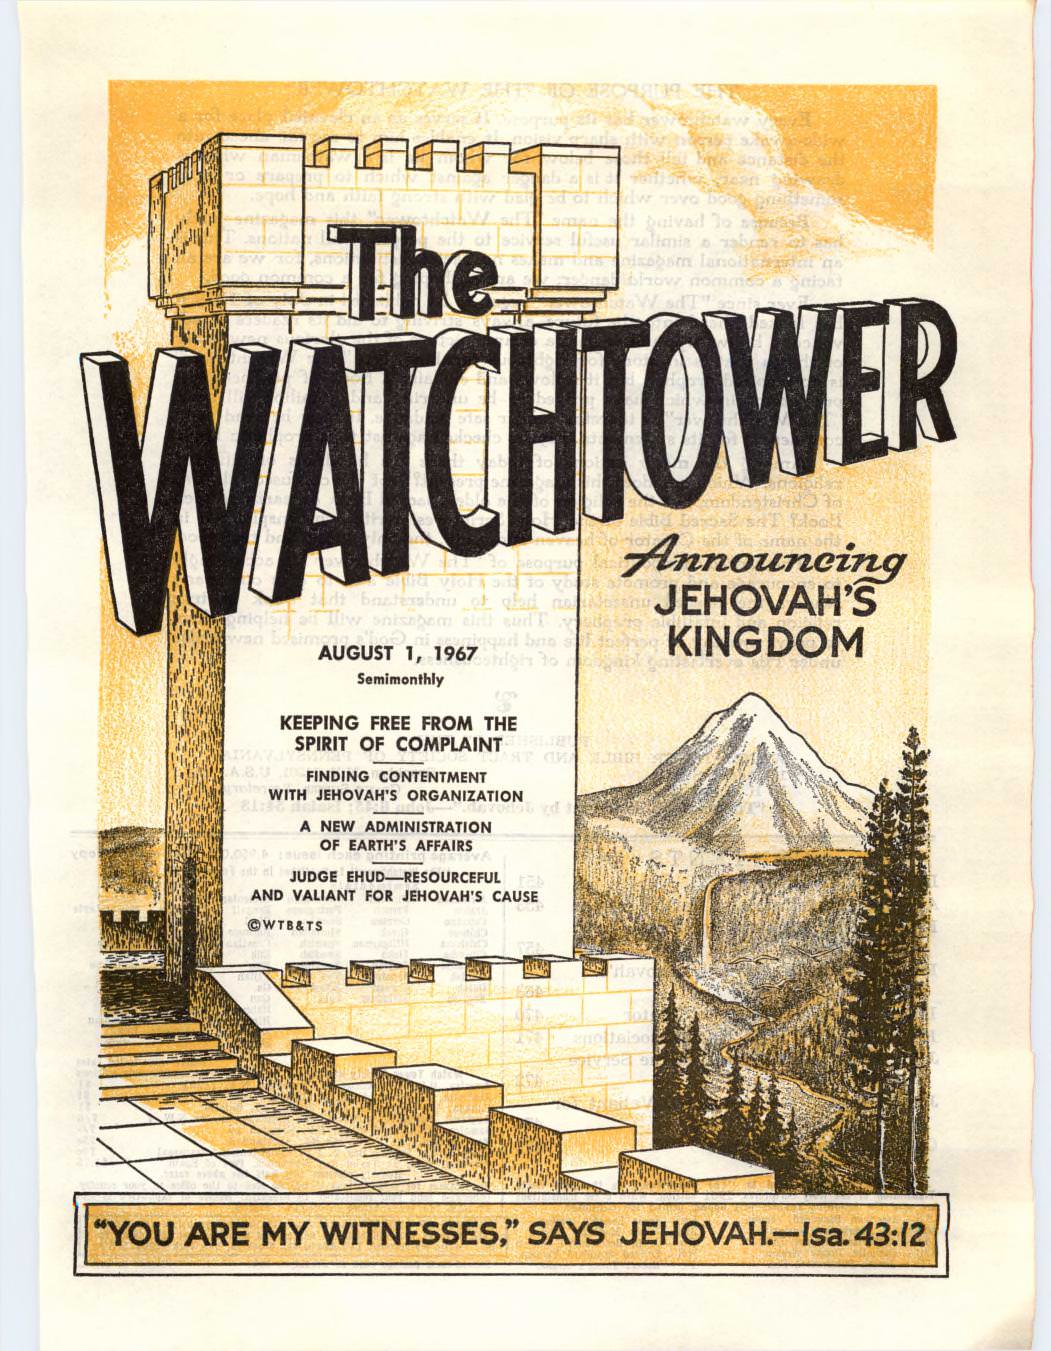 The
WATCHTOWER
Announcing
JEHOVAH'S
KINGDOM
AUGUST 1, 1967
Semimonthly
KEEPING FREE FROM THE
SPIRIT OF COMPLAINT
FINDING CONTENTMENT
WITH JEHOVAH'S ORGANIZATION
A NEW ADMINISTRATION
OF EARTH'S AFFAIRS
JUDGE EHUD—RESOURCEFUL
AND VALIANT FOR JEHOVAH'S CAUSE
©WTB&TS
"YOU ARE MY WITNESSES," SAYS JEHOVAH.—Isa. 43:12